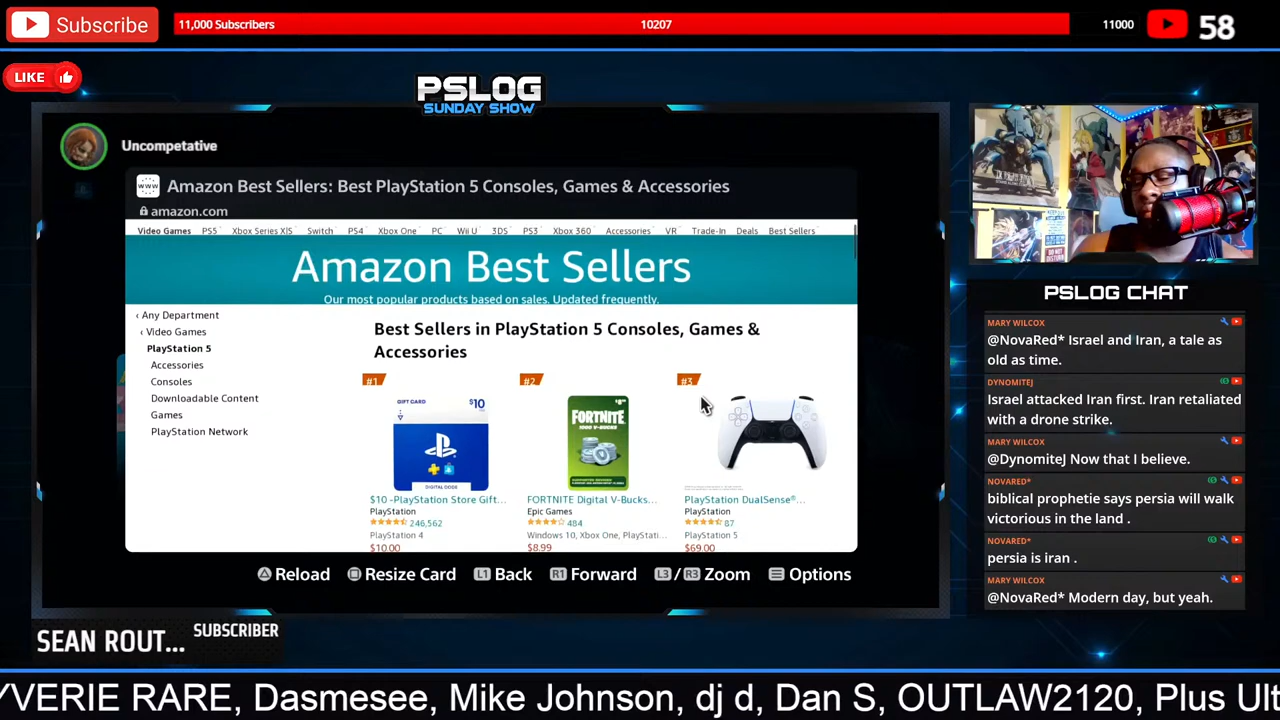 Subscribe
11,000 Subscribers
10207
11000
58
LIKE
PSLOG
SUNDAY SHOW
Uncompetative
www
Amazon Best Sellers: Best PlayStation 5 Consoles, Games & Accessories
amazon.com
Video Games PS5 Xbox Series X|S Switch PS4 Xbox One PC Wii U 3DS PS3 Xbox 360 Accessories VR Trade-In Deals Best Sellers
Amazon Best Sellers
Our most popular products based on sales. Updated frequently.
‹ Any Department
‹ Video Games
PlayStation 5
Accessories
Consoles
Downloadable Content
Games
PlayStation Network
Best Sellers in PlayStation 5 Consoles, Games &
Accessories
#1
GIFT CARD $10
DIGITAL CODE
$10 -PlayStation Store Gift...
PlayStation
246,562
PlayStation 4
$10.00
#2
FORTNITE
1000 V-BUCKS
FORTNITE Digital V-Bucks...
Epic Games
484
Windows 10, Xbox One, PlayStati...
$8.99
#3
PlayStation DualSense®...
PlayStation
87
PlayStation 5
$69.00
Reload
Resize Card
L1 Back
R1 Forward
L3 / R3 Zoom
Options
PSLOG CHAT
MARY WILCOX
@NovaRed* Israel and Iran, a tale as
old as time.
DYNOMITEJ
Israel attacked Iran first. Iran retaliated
with a drone strike.
MARY WILCOX
@DynomiteJ Now that I believe.
NOVARED*
biblical prophetie says persia will walk
victorious in the land .
NOVARED*
persia is iran .
MARY WILCOX
@NovaRed* Modern day, but yeah.
SEAN ROUT...
SUBSCRIBER
YVERIE RARE, Dasmesee, Mike Johnson, dj d, Dan S, OUTLAW2120, Plus Ult